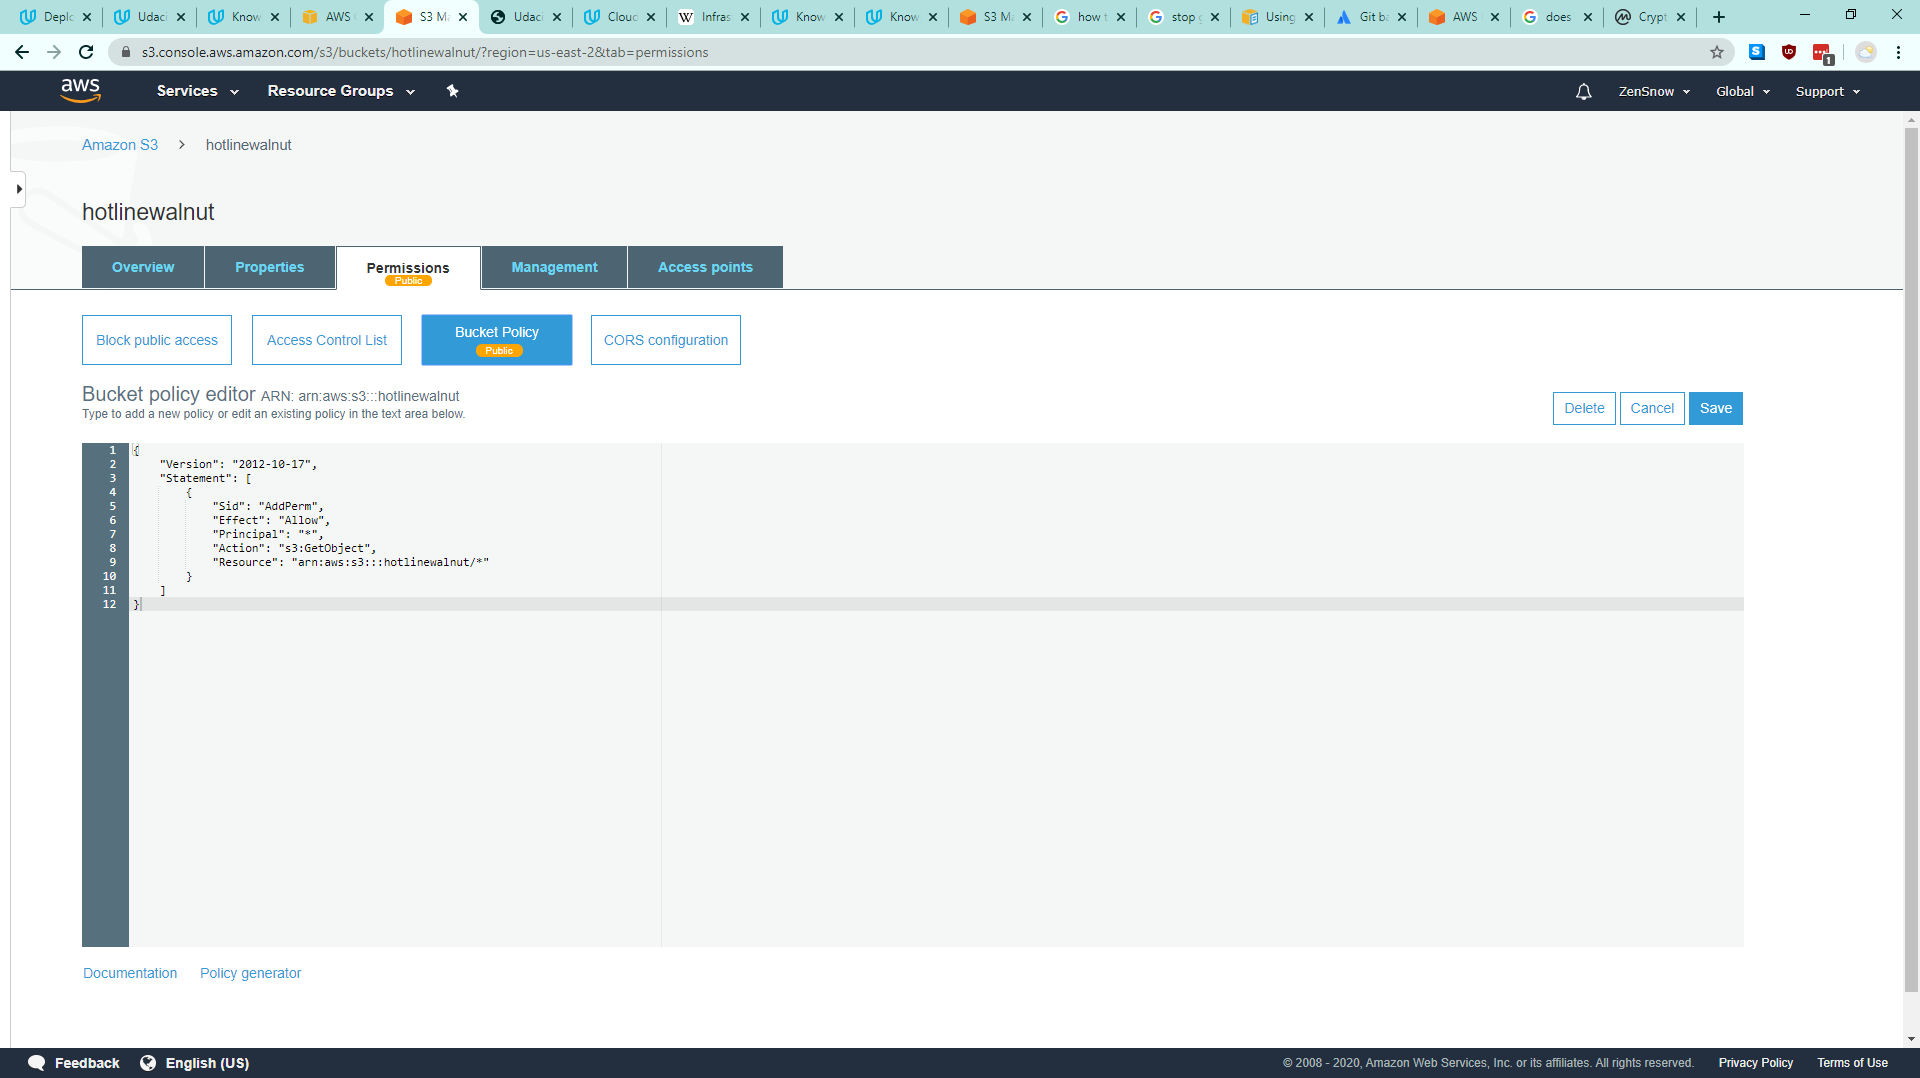 Deplo Udaci Know AWS S3 Ma Udaci Cloud Infras Know Know S3 Ma how t stop g Using Git ba AWS does Crypt
s3.console.aws.amazon.com/s3/buckets/hotlinewalnut/?region=us-east-2&tab=permissions
1
aws Services Resource Groups ZenSnow Global Support
Amazon S3 > hotlinewalnut
hotlinewalnut
Overview Properties Permissions Management Access points
Public
Block public access Access Control List Bucket Policy CORS configuration
Public
Bucket policy editor ARN: arn:aws:s3:::hotlinewalnut
Type to add a new policy or edit an existing policy in the text area below.
Delete Cancel Save
1 {
2 "Version": "2012-10-17",
3 "Statement": [
4 {
5 "Sid": "AddPerm",
6 "Effect": "Allow",
7 "Principal": "*",
8 "Action": "s3:GetObject",
9 "Resource": "arn:aws:s3:::hotlinewalnut/*"
10 }
11 ]
12 }
Documentation Policy generator
Feedback English (US) © 2008 - 2020, Amazon Web Services, Inc. or its affiliates. All rights reserved. Privacy Policy Terms of Use